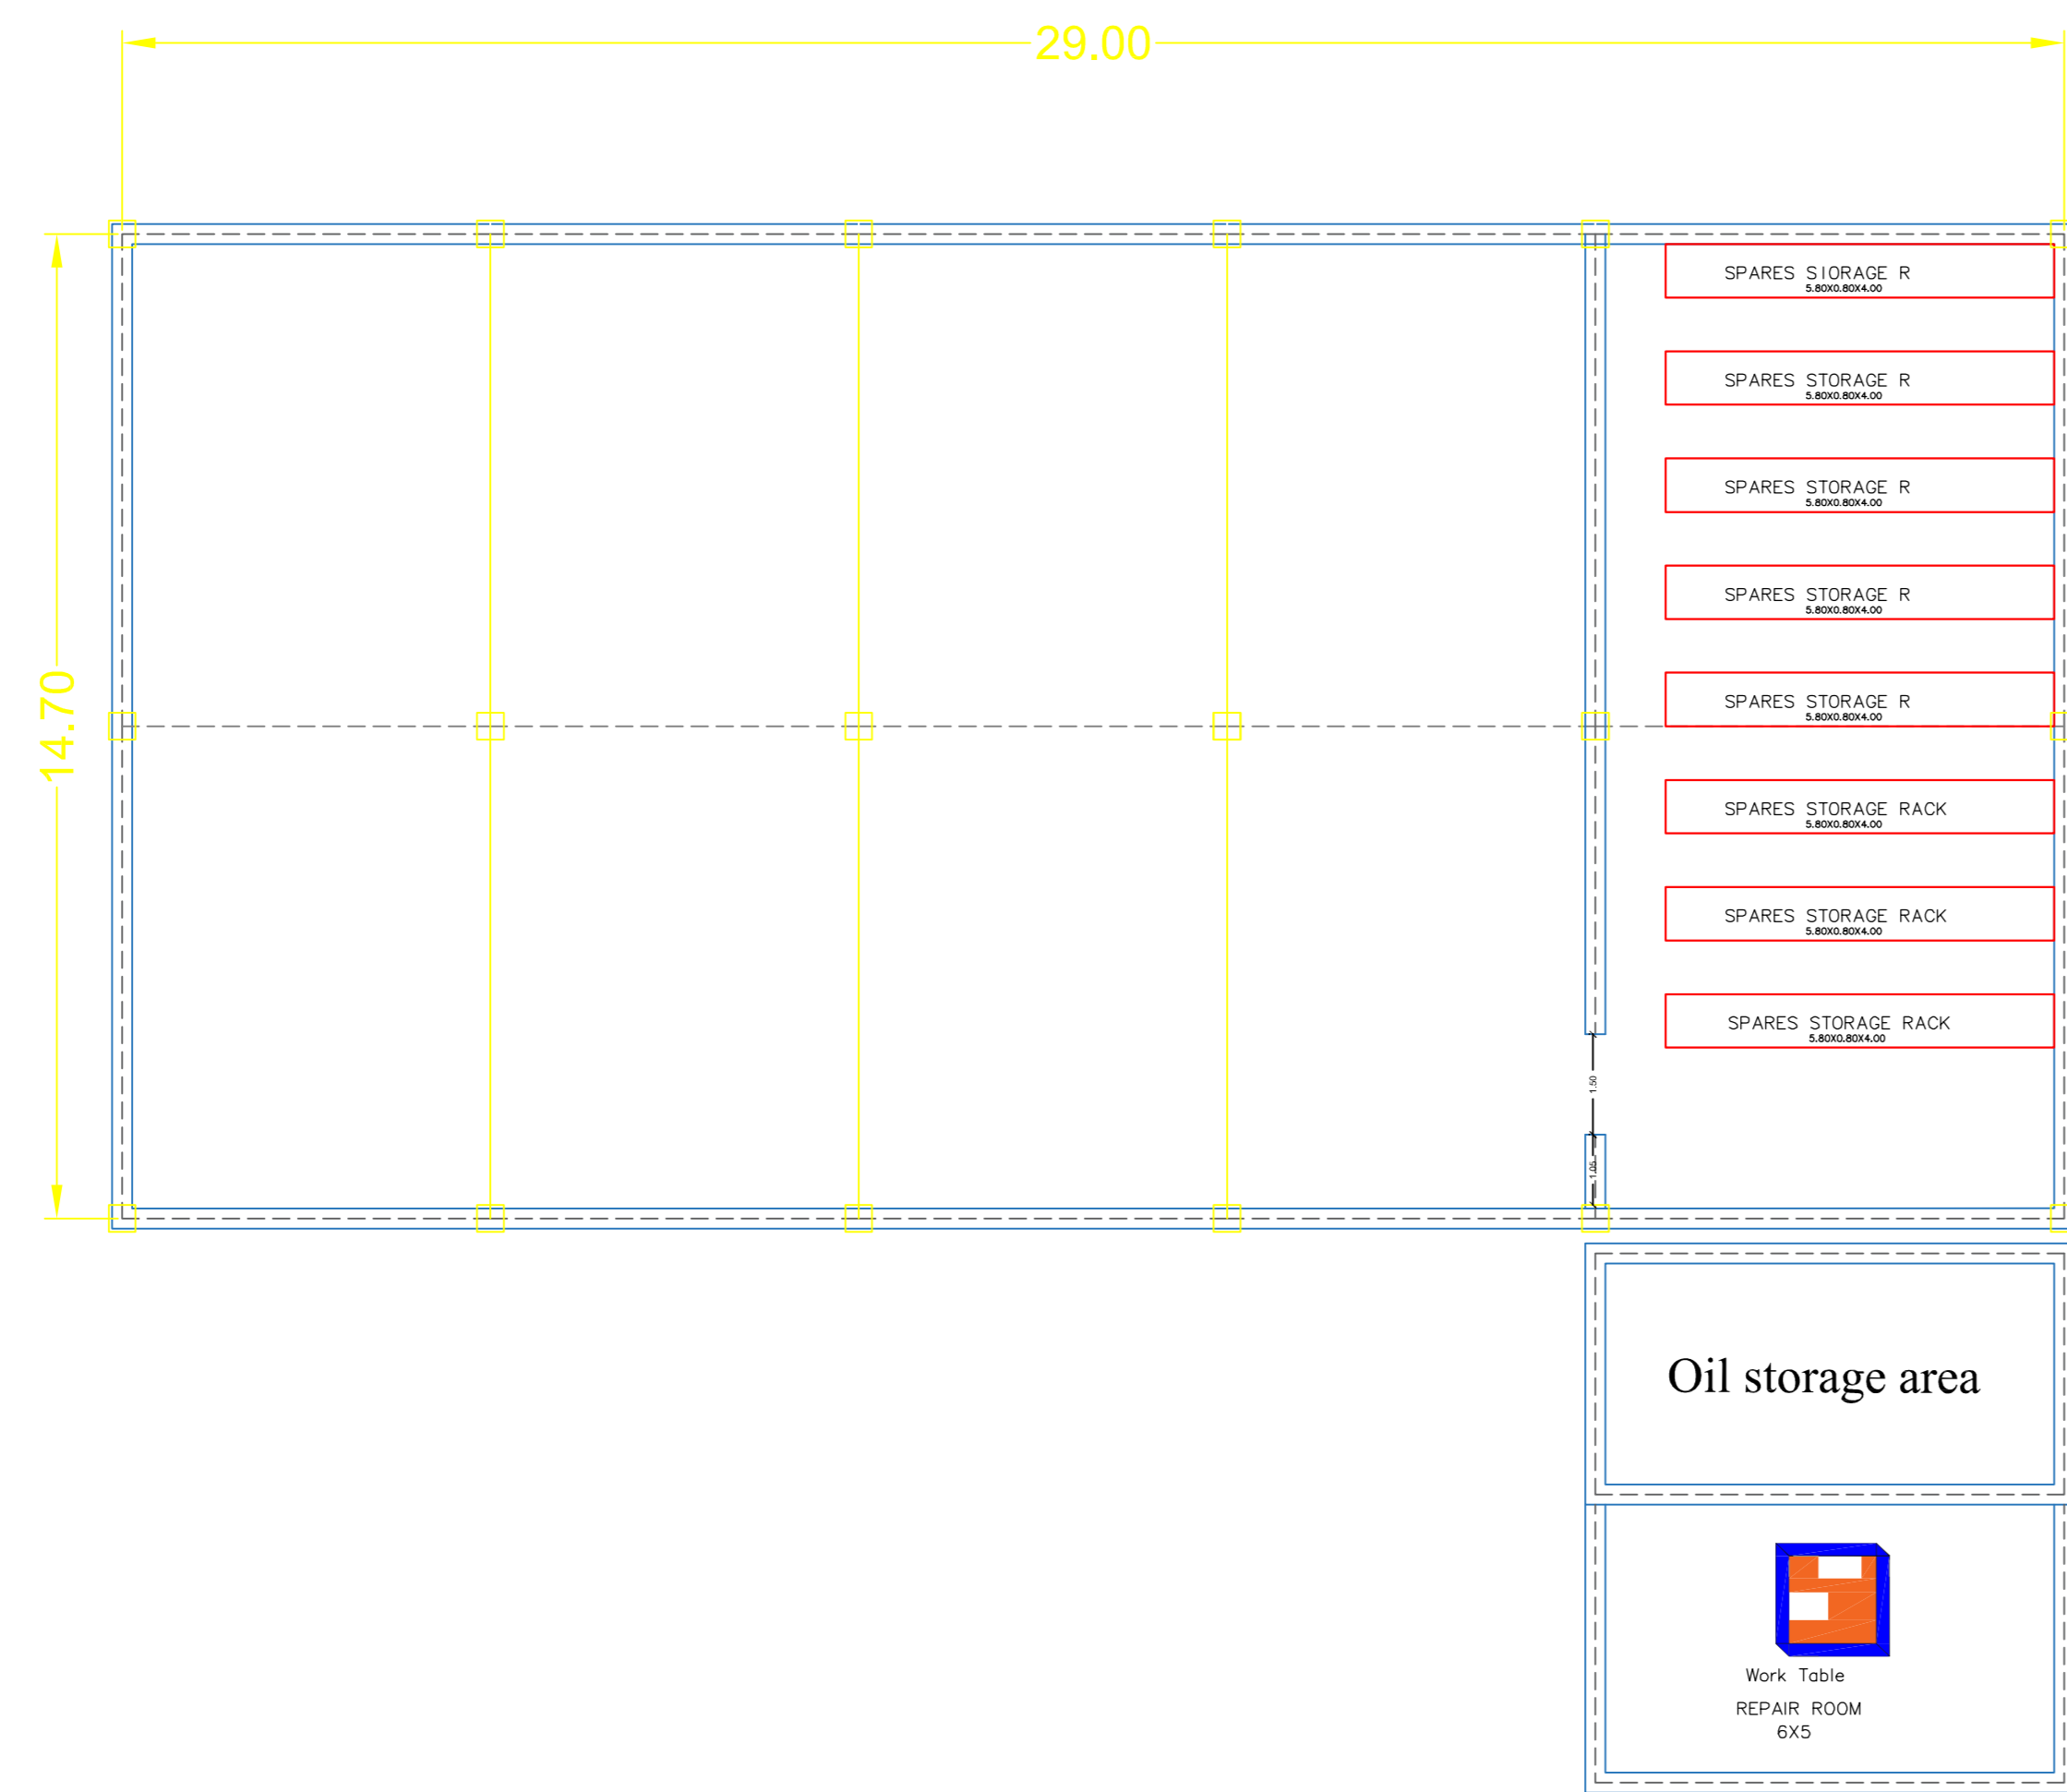 29.00
14.70
SPARES SIORAGE R
5.80X0.80X4.00
SPARES STORAGE R
5.80X0.80X4.00
SPARES STORAGE R
5.80X0.80X4.00
SPARES STORAGE R
5.80X0.80X4.00
SPARES STORAGE R
5.80X0.80X4.00
SPARES STORAGE RACK
5.80X0.80X4.00
SPARES STORAGE RACK
5.80X0.80X4.00
SPARES STORAGE RACK
5.80X0.80X4.00
1.50
1.05
Oil storage area
Work Table
REPAIR ROOM
6X5